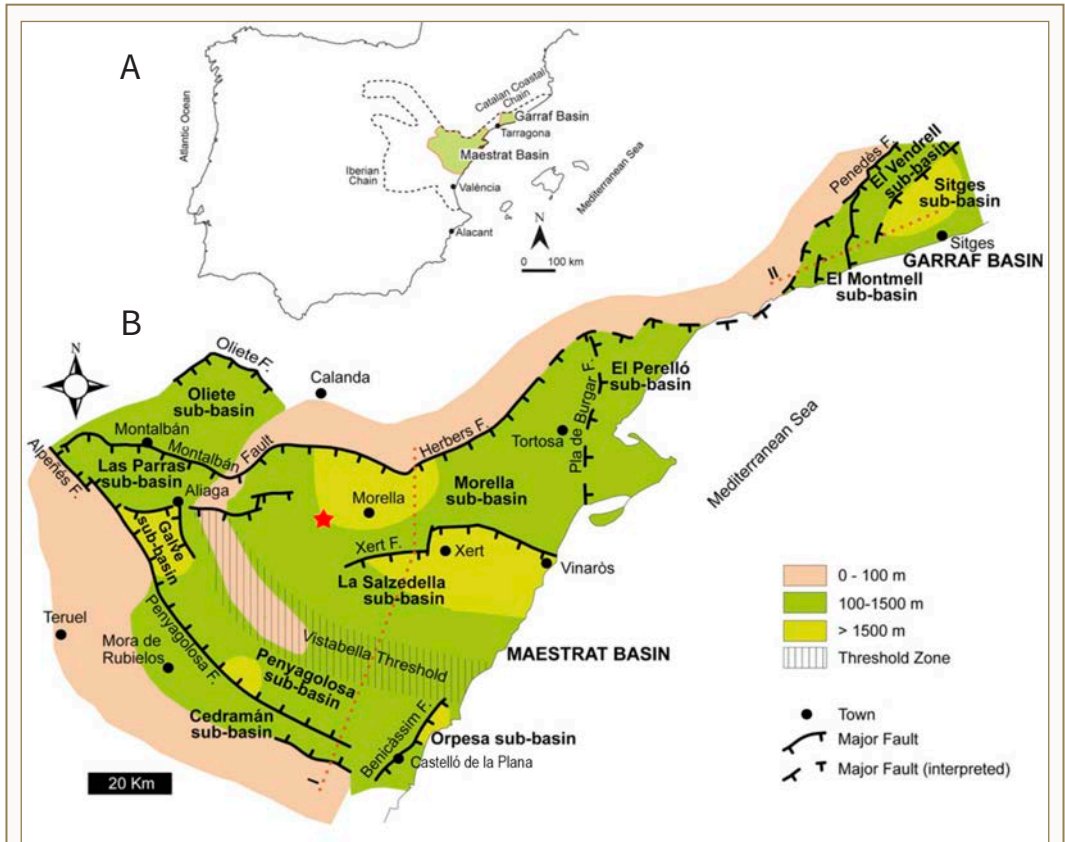 A
Atlantic Ocean
Iberian
Chain
Catalan Coastal
Chain
Garraf Basin
Tarragona
Maestrat Basin
València
Alacant
Mediterranean Sea
N
0 100 km
B
N
Penedès F.
El Vendrell
sub-basin
Sitges
sub-basin
Sitges
GARRAF BASIN
II
El Montmell
sub-basin
Oliete F.
Oliete
sub-basin
Calanda
Montalbán
Montalbán
Fault
Alpeñés F.
Las Parras
sub-basin
Aliaga
Galve
sub-basin
Herbers F.
El Perelló
sub-basin
Pla de Burgar F.
Tortosa
Morella
Morella
sub-basin
Xert F.
Xert
Vinaròs
La Salzedella
sub-basin
Mediterranean Sea
Teruel
Mora de
Rubielos
Penyagolosa F.
Vistabella Threshold
Penyagolosa
sub-basin
MAESTRAT BASIN
Cedramán
sub-basin
Benicàssim F.
Orpesa sub-basin
Castelló de la Plana
I
20 Km
0 - 100 m
100-1500 m
> 1500 m
Threshold Zone
Town
Major Fault
Major Fault (interpreted)